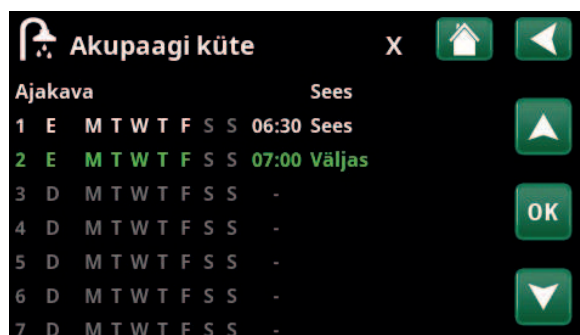 Akupaagi küte X
Ajakava Sees
1 E M T W T F S S 06:30 Sees
2 E M T W T F S S 07:00 Väljas
3 D M T W T F S S -
4 D M T W T F S S -
OK
5 D M T W T F S S -
6 D M T W T F S S -
7 D M T W T F S S -